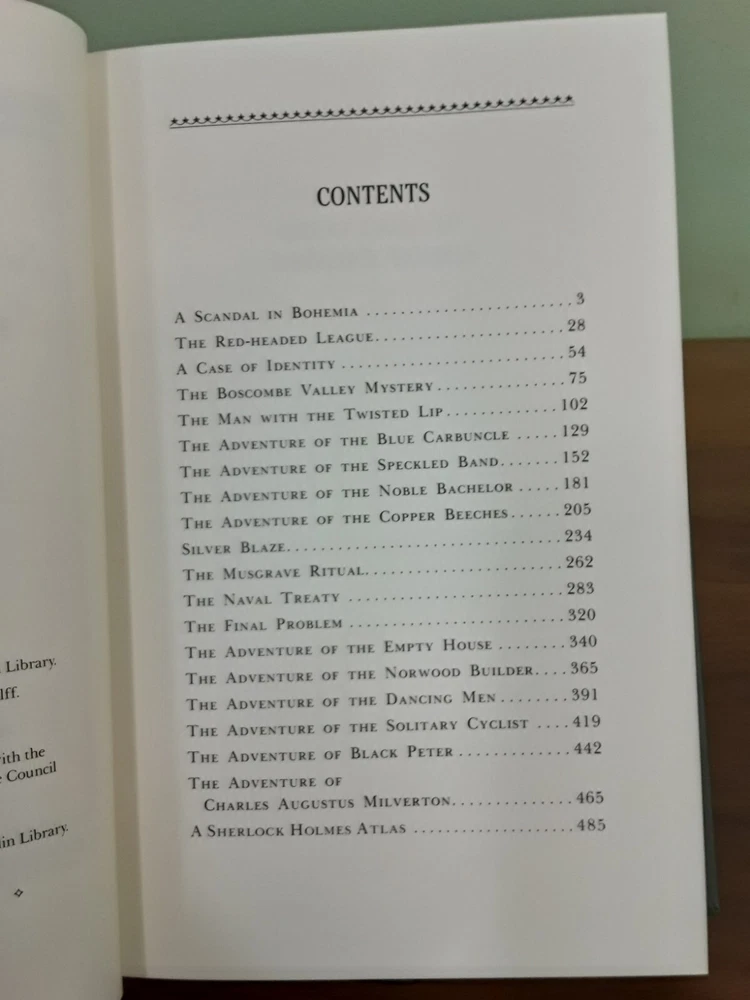 CONTENTS
A Scandal in Bohemia ........................ 3
The Red-headed League...................... 28
A Case of Identity .......................... 54
The Boscombe Valley Mystery............... 75
The Man with the Twisted Lip............. 102
The Adventure of the Blue Carbuncle ..... 129
The Adventure of the Speckled Band....... 152
The Adventure of the Noble Bachelor ..... 181
The Adventure of the Copper Beeches...... 205
Silver Blaze................................ 234
The Musgrave Ritual....................... 262
The Naval Treaty ......................... 283
The Final Problem ......................... 320
The Adventure of the Empty House ........ 340
The Adventure of the Norwood Builder.... 365
The Adventure of the Dancing Men ........ 391
The Adventure of the Solitary Cyclist .... 419
The Adventure of Black Peter ............. 442
The Adventure of
Charles Augustus Milverton.............. 465
A Sherlock Holmes Atlas .................. 485
Library.
lff.
ith the
Council
in Library.